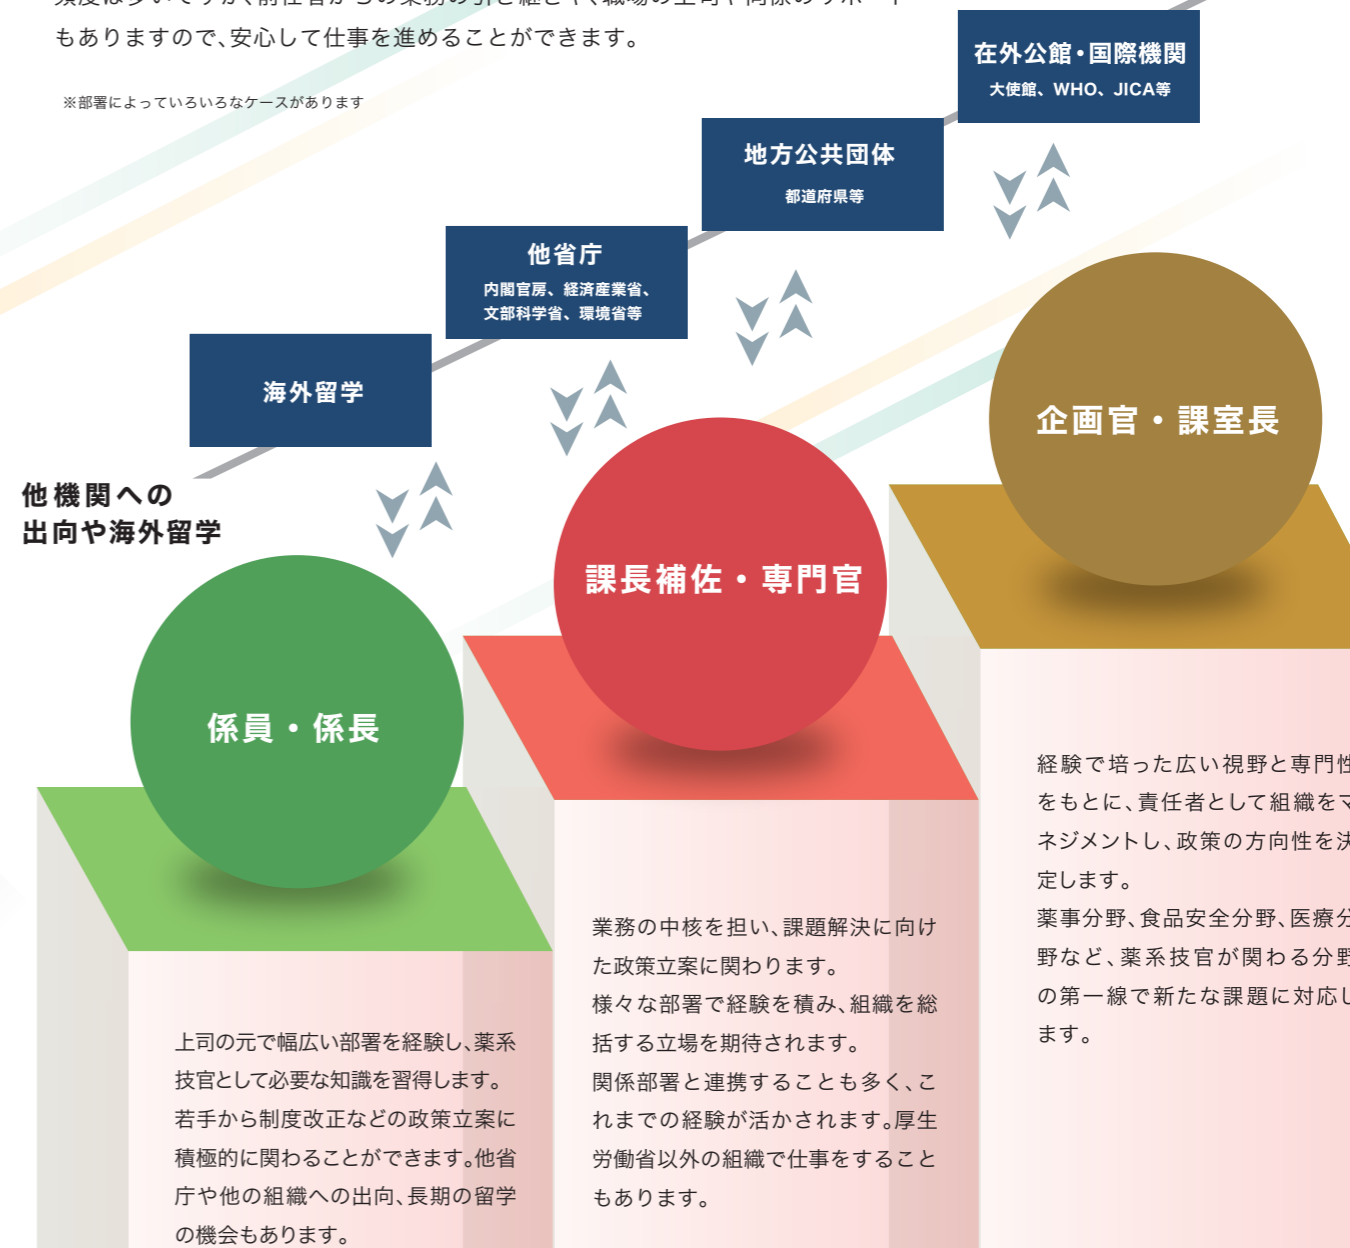 もありますので、安心して仕事を進めることができます。
※部署によっていろいろなケースがあります
在外公館・国際機関
大使館、WHO、JICA等
地方公共団体
都道府県等
他省庁
内閣官房、経済産業省、
文部科学省、環境省等
海外留学
他機関への
出向や海外留学
企画官・課室長
課長補佐・専門官
係員・係長
経験で培った広い視野と専門性
をもとに、責任者として組織をマ
ネジメントし、政策の方向性を決
定します。
薬事分野、食品安全分野、医療分
野など、薬系技官が関わる分野
の第一線で新たな課題に対応し
ます。
業務の中核を担い、課題解決に向け
た政策立案に関わります。
様々な部署で経験を積み、組織を総
括する立場を期待されます。
関係部署と連携することも多く、こ
れまでの経験が活かされます。厚生
労働省以外の組織で仕事をすること
もあります。
上司の元で幅広い部署を経験し、薬系
技官として必要な知識を習得します。
若手から制度改正などの政策立案に
積極的に関わることができます。他省
庁や他の組織への出向、長期の留学
の機会もあります。